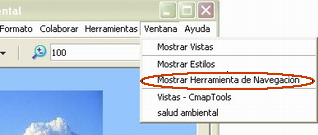 ental
Formato Colaborar Herramientas Ventana Ayuda
100
Mostrar Vistas
Mostrar Estilos
Mostrar Herramienta de Navegación
Vistas - CmapTools
salud ambiental